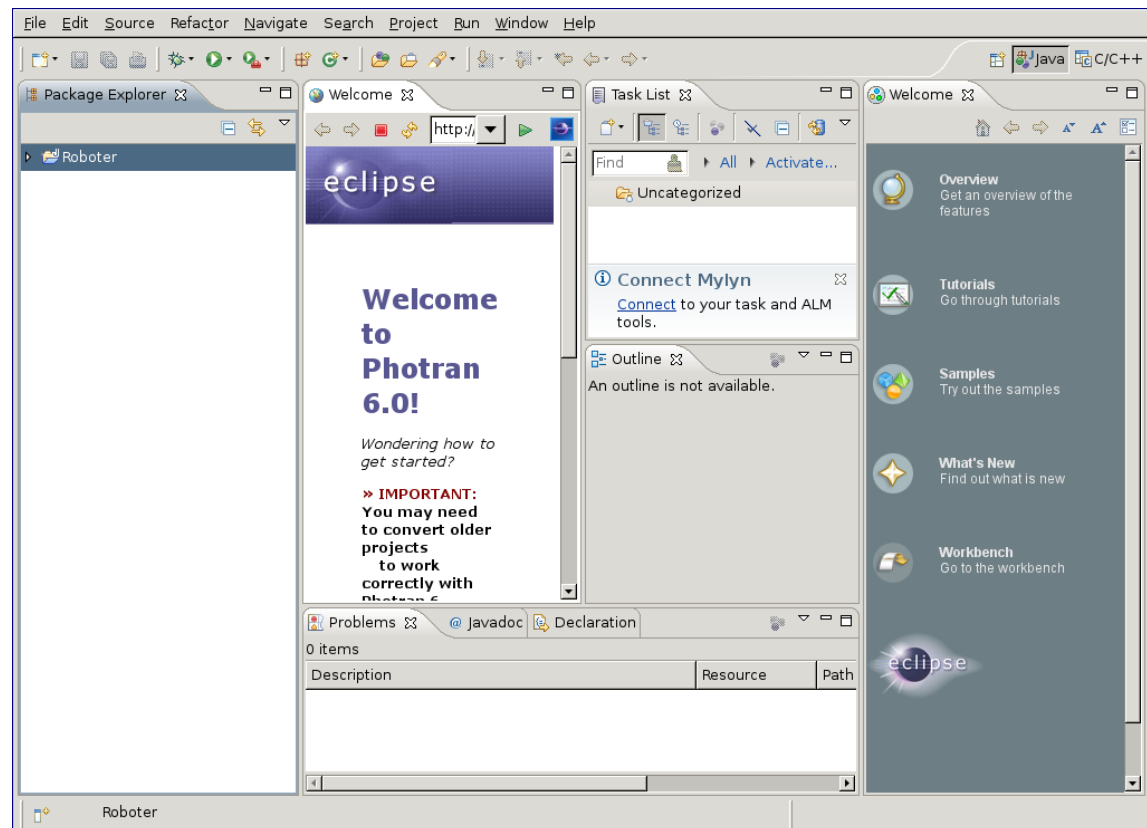 File Edit Source Refactor Navigate Search Project Run Window Help
Java C/C++
Package Explorer
Roboter
Welcome
http:/
eclipse
Welcome
to
Photran
6.0!
Wondering how to
get started?
» IMPORTANT:
You may need
to convert older
projects
to work
correctly with
Photran 6
Task List
Find All Activate...
Uncategorized
Connect Mylyn
Connect to your task and ALM
tools.
Outline
An outline is not available.
Problems @ Javadoc Declaration
0 items
Description Resource Path
Welcome
Overview
Get an overview of the
features
Tutorials
Go through tutorials
Samples
Try out the samples
What's New
Find out what is new
Workbench
Go to the workbench
eclipse
Roboter